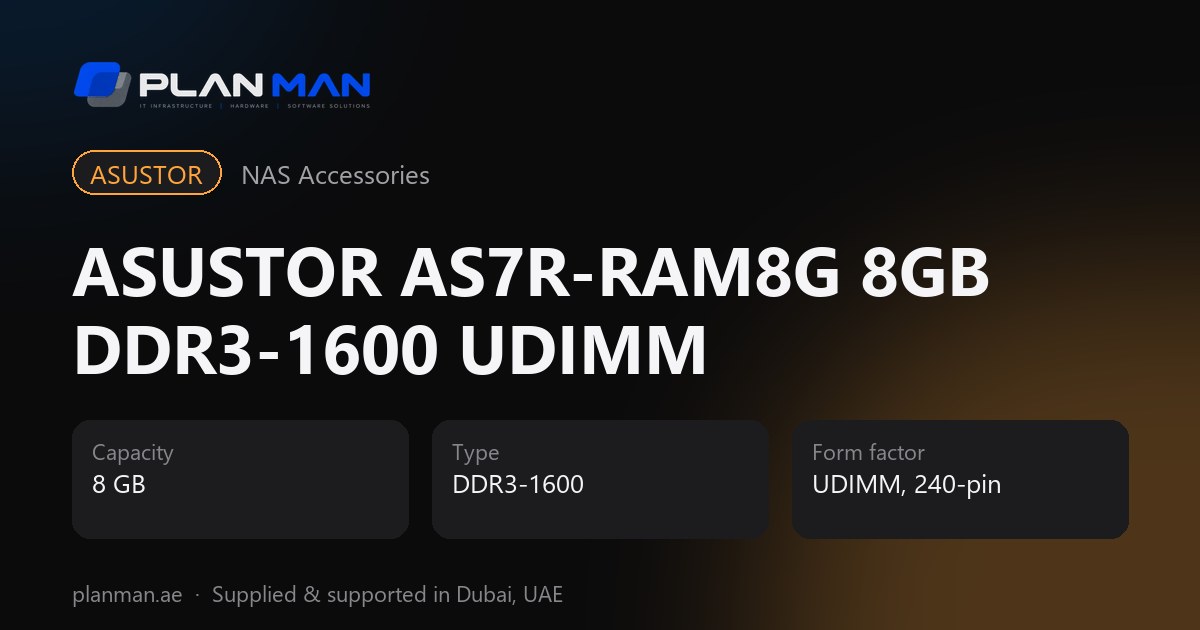 PLAN MAN
IT INFRASTRUCTURE | HARDWARE | SOFTWARE SOLUTIONS
ASUSTOR NAS Accessories
ASUSTOR AS7R-RAM8G 8GB
DDR3-1600 UDIMM
Capacity Type Form factor
8 GB DDR3-1600 UDIMM, 240-pin
planman.ae · Supplied & supported in Dubai, UAE